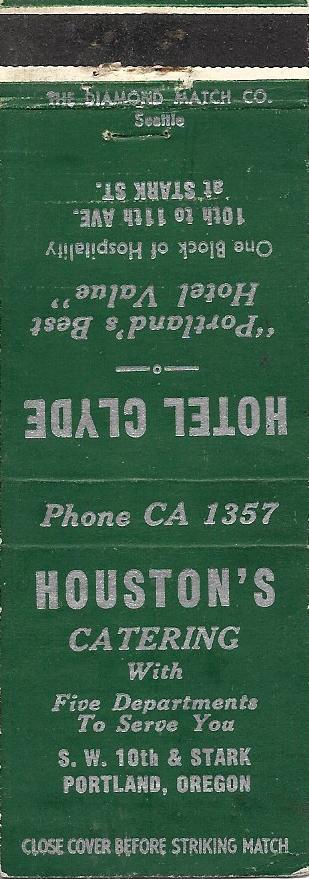 THE DIAMOND MATCH CO.
Seattle
HOTEL CLYDE
"Portland's Best
Hotel Value"
One Block of Hospitality
10th to 11th AVE.
at STARK ST.
Phone CA 1357
HOUSTON'S
CATERING
With
Five Departments
To Serve You
S. W. 10th & STARK
PORTLAND, OREGON
CLOSE COVER BEFORE STRIKING MATCH